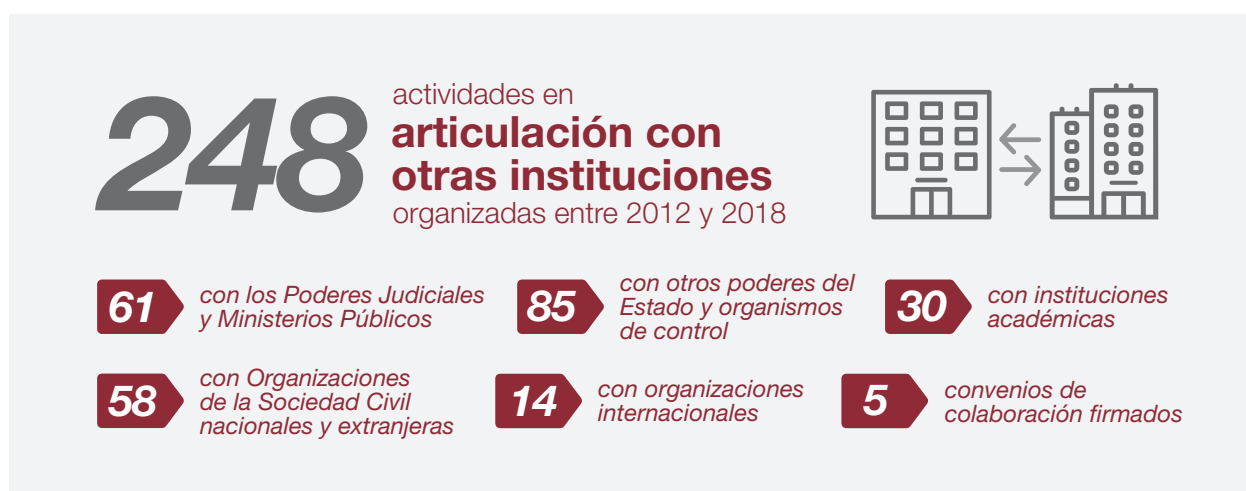 248
actividades en
articulación con
otras instituciones
organizadas entre 2012 y 2018
61
con los Poderes Judiciales
y Ministerios Públicos
85
con otros poderes del
Estado y organismos
de control
30
con instituciones
académicas
58
con Organizaciones
de la Sociedad Civil
nacionales y extranjeras
14
con organizaciones
internacionales
5
convenios de
colaboración firmados